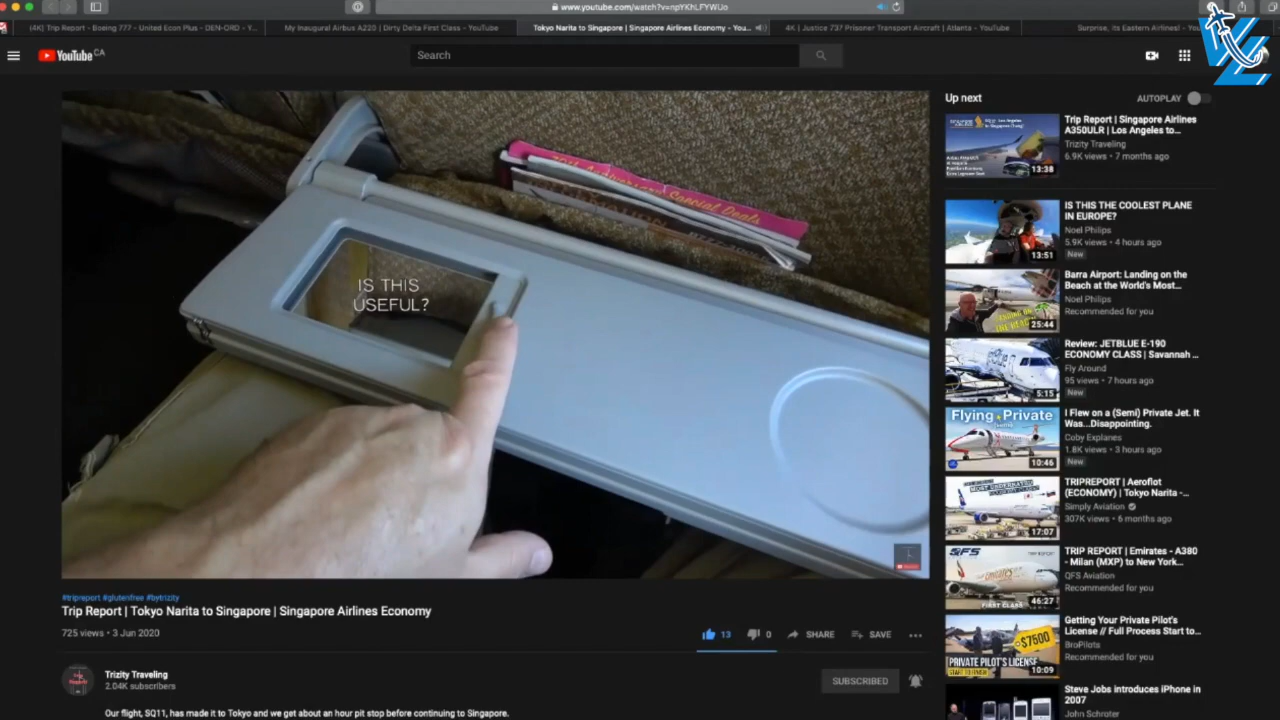 www.youtube.com/watch?v=npYKhLFYWUo
(4K) Trip Report - Boeing 777 - United Econ Plus - DEN-ORD - Y...
My Inaugural Airbus A220 | Dirty Delta First Class - YouTube
Tokyo Narita to Singapore | Singapore Airlines Economy - You...
4K | Justice 737 Prisoner Transport Aircraft | Atlanta - YouTube
Surprise, its Eastern Airlines! - You
YouTube CA
Search
VL
Up next
AUTOPLAY
Special Deals
IS THIS
USEFUL?
Trip Report | Singapore Airlines
A350ULR | Los Angeles to...
Trizity Traveling
6.9K views • 7 months ago
13:38
IS THIS THE COOLEST PLANE
IN EUROPE?
Noel Philips
5.9K views • 4 hours ago
New
13:51
Barra Airport: Landing on the
Beach at the World's Most...
Noel Philips
Recommended for you
25:44
Review: JETBLUE E-190
ECONOMY CLASS | Savannah ...
Fly Around
95 views • 7 hours ago
New
5:15
Flying Private
I Flew on a (Semi) Private Jet. It
Was...Disappointing.
Coby Explanes
1.8K views • 3 hours ago
New
10:46
TRIPREPORT | Aeroflot
(ECONOMY) | Tokyo Narita -...
Simply Aviation
307K views • 6 months ago
17:07
QFS
TRIP REPORT | Emirates - A380
- Milan (MXP) to New York...
QFS Aviation
Recommended for you
FIRST CLASS
46:27
Getting Your Private Pilot's
License // Full Process Start to...
BroPilots
Recommended for you
$7500
PRIVATE PILOT'S LICENSE
START TO FINISH
10:09
Steve Jobs introduces iPhone in
2007
John Schroter
#tripreport #glutenfree #bytrizity
Trip Report | Tokyo Narita to Singapore | Singapore Airlines Economy
725 views • 3 Jun 2020
13
0
SHARE
SAVE
Trizity Traveling
2.04K subscribers
SUBSCRIBED
Our flight, SQ11, has made it to Tokyo and we get about an hour pit stop before continuing to Singapore.